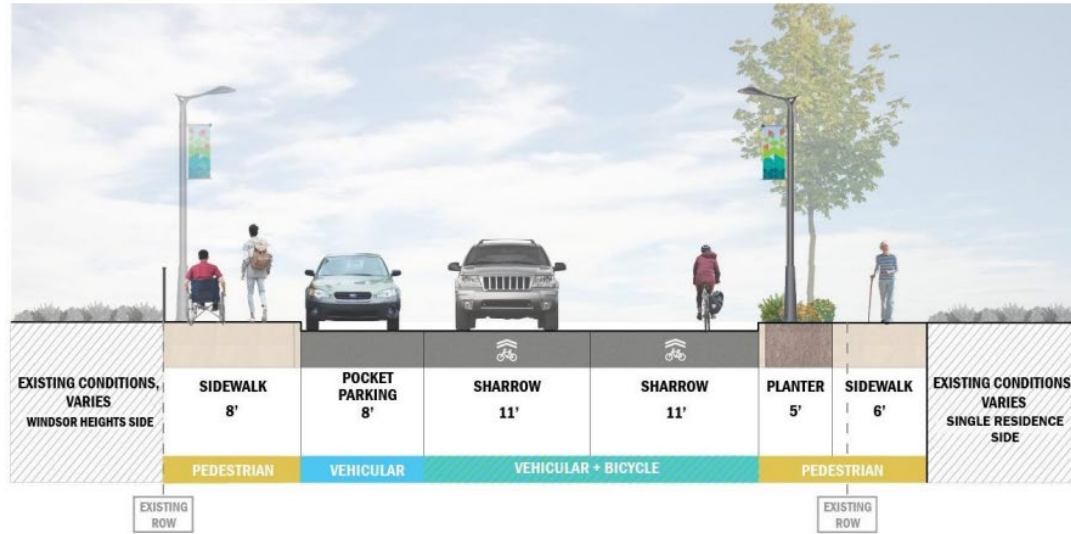 EXISTING CONDITIONS,
VARIES
WINDSOR HEIGHTS SIDE
SIDEWALK
8'
POCKET
PARKING
8'
SHARROW
11'
SHARROW
11'
PLANTER
5'
SIDEWALK
6'
EXISTING CONDITIONS
VARIES
SINGLE RESIDENCE
SIDE
PEDESTRIAN
VEHICULAR
VEHICULAR + BICYCLE
PEDESTRIAN
EXISTING
ROW
EXISTING
ROW